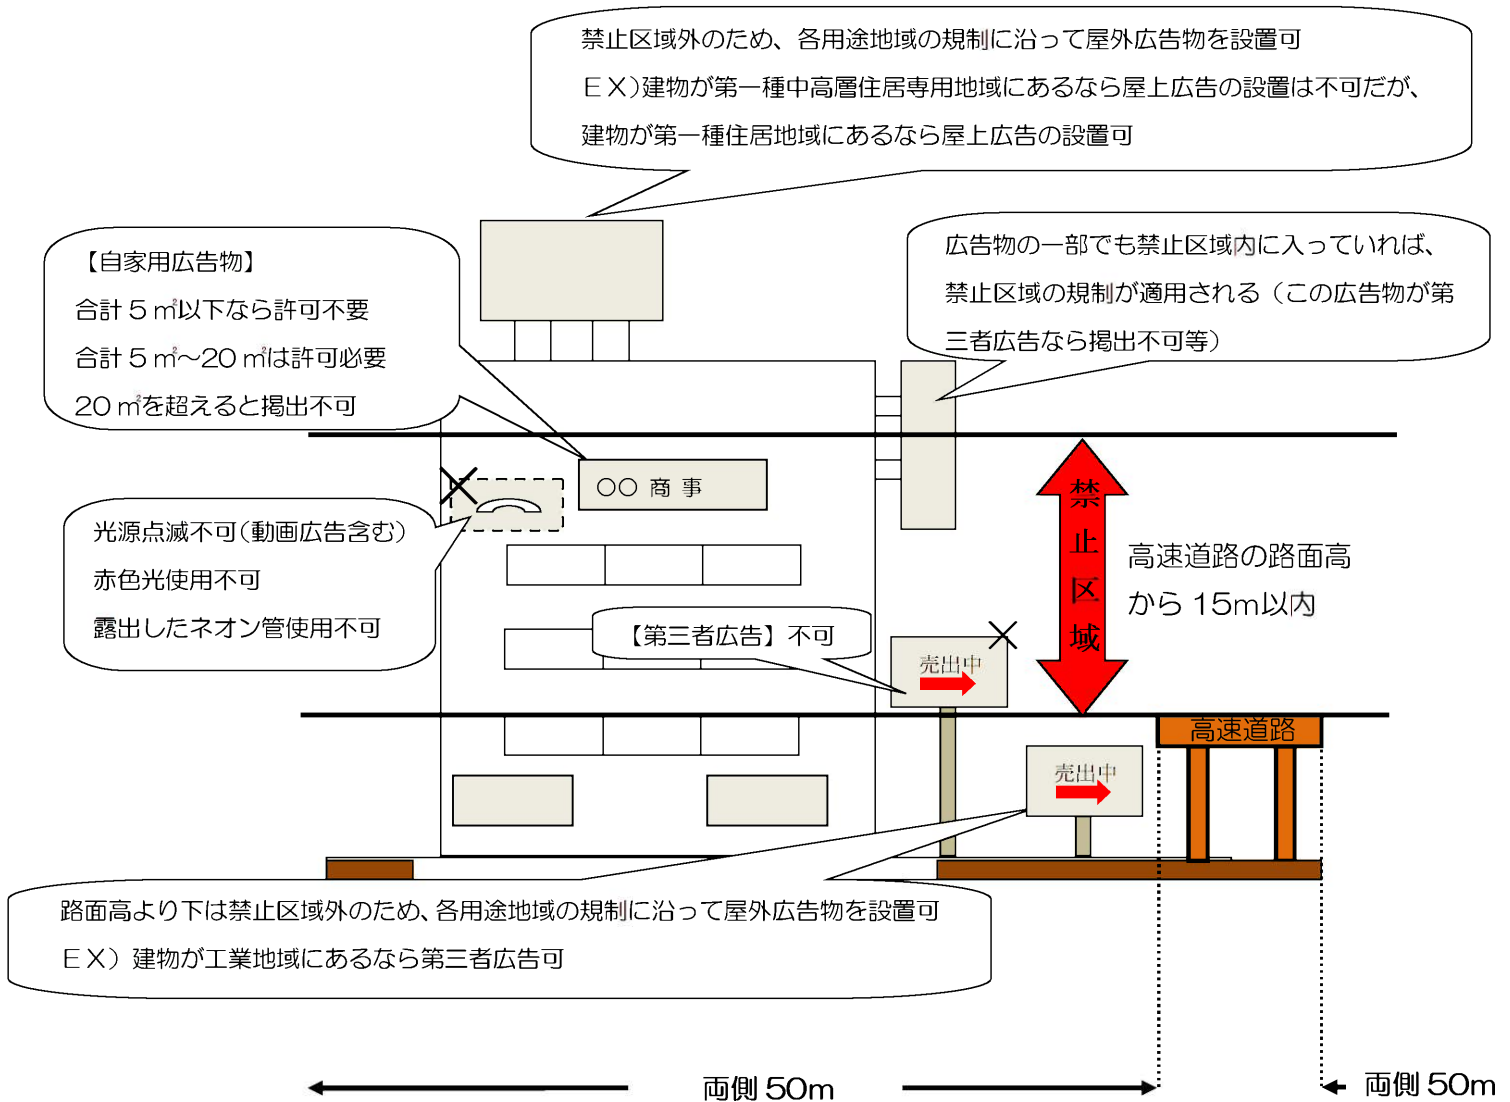 禁止区域外のため、各用途地域の規制に沿って屋外広告物を設置可
ＥＸ）建物が第一種中高層住居専用地域にあるなら屋上広告の設置は不可だが、
建物が第一種住居地域にあるなら屋上広告の設置可
広告物の一部でも禁止区域内に入っていれば、
禁止区域の規制が適用される（この広告物が第
三者広告なら掲出不可等）
【自家用広告物】
合計５㎡以下なら許可不要
合計５㎡～20㎡は許可必要
20㎡を超えると掲出不可
○○ 商 事
光源点滅不可（動画広告含む）
赤色光使用不可
露出したネオン管使用不可
禁止区域
高速道路の路面高
から 15m以内
【第三者広告】不可
売出中
高速道路
売出中
路面高より下は禁止区域外のため、各用途地域の規制に沿って屋外広告物を設置可
ＥＸ）建物が工業地域にあるなら第三者広告可
両側 50m
両側 50m